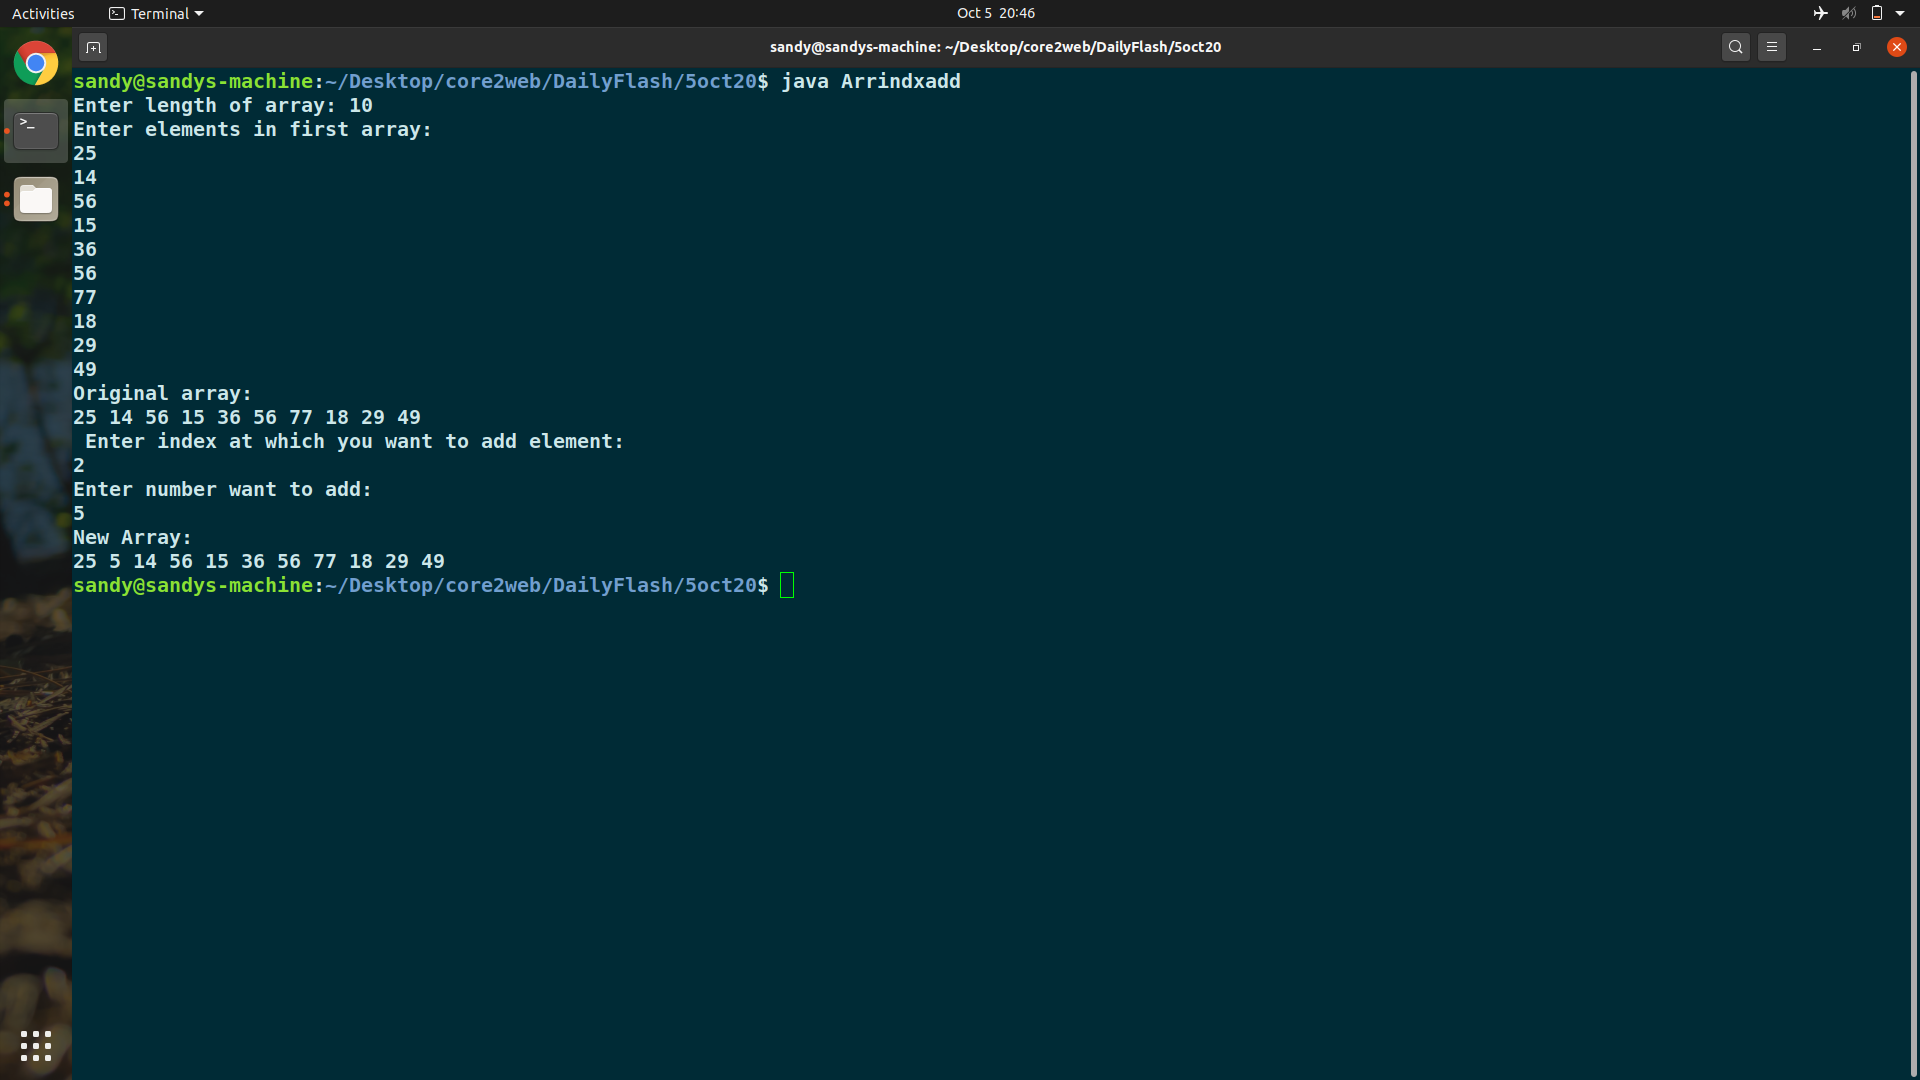 Activities
Terminal
Oct 5 20:46
sandy@sandys-machine: ~/Desktop/core2web/DailyFlash/5oct20
sandy@sandys-machine:~/Desktop/core2web/DailyFlash/5oct20$ java Arrindxadd
Enter length of array: 10
Enter elements in first array:
25
14
56
15
36
56
77
18
29
49
Original array:
25 14 56 15 36 56 77 18 29 49
 Enter index at which you want to add element:
2
Enter number want to add:
5
New Array:
25 5 14 56 15 36 56 77 18 29 49
sandy@sandys-machine:~/Desktop/core2web/DailyFlash/5oct20$